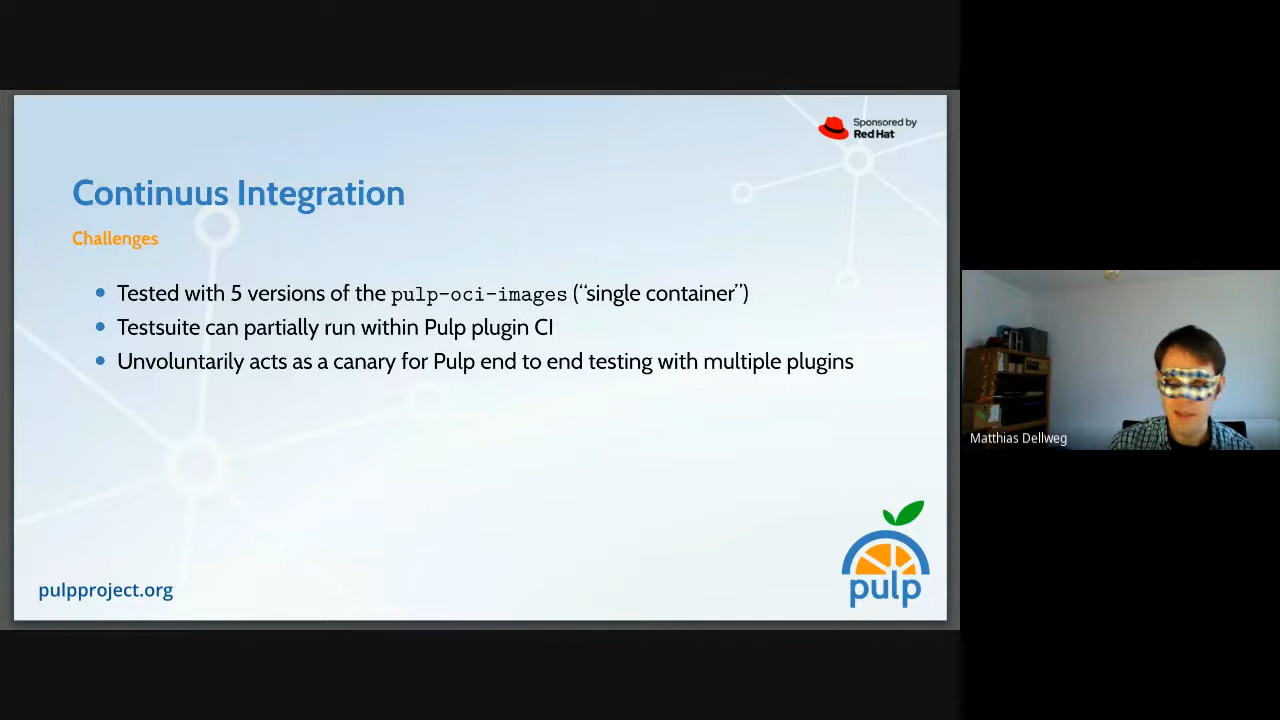 Sponsored by
Red Hat
Continuus Integration
Challenges
Tested with 5 versions of the pulp-oci-images (“single container”)
Testsuite can partially run within Pulp plugin CI
Unvoluntarily acts as a canary for Pulp end to end testing with multiple plugins
Matthias Dellweg
pulp
pulpproject.org